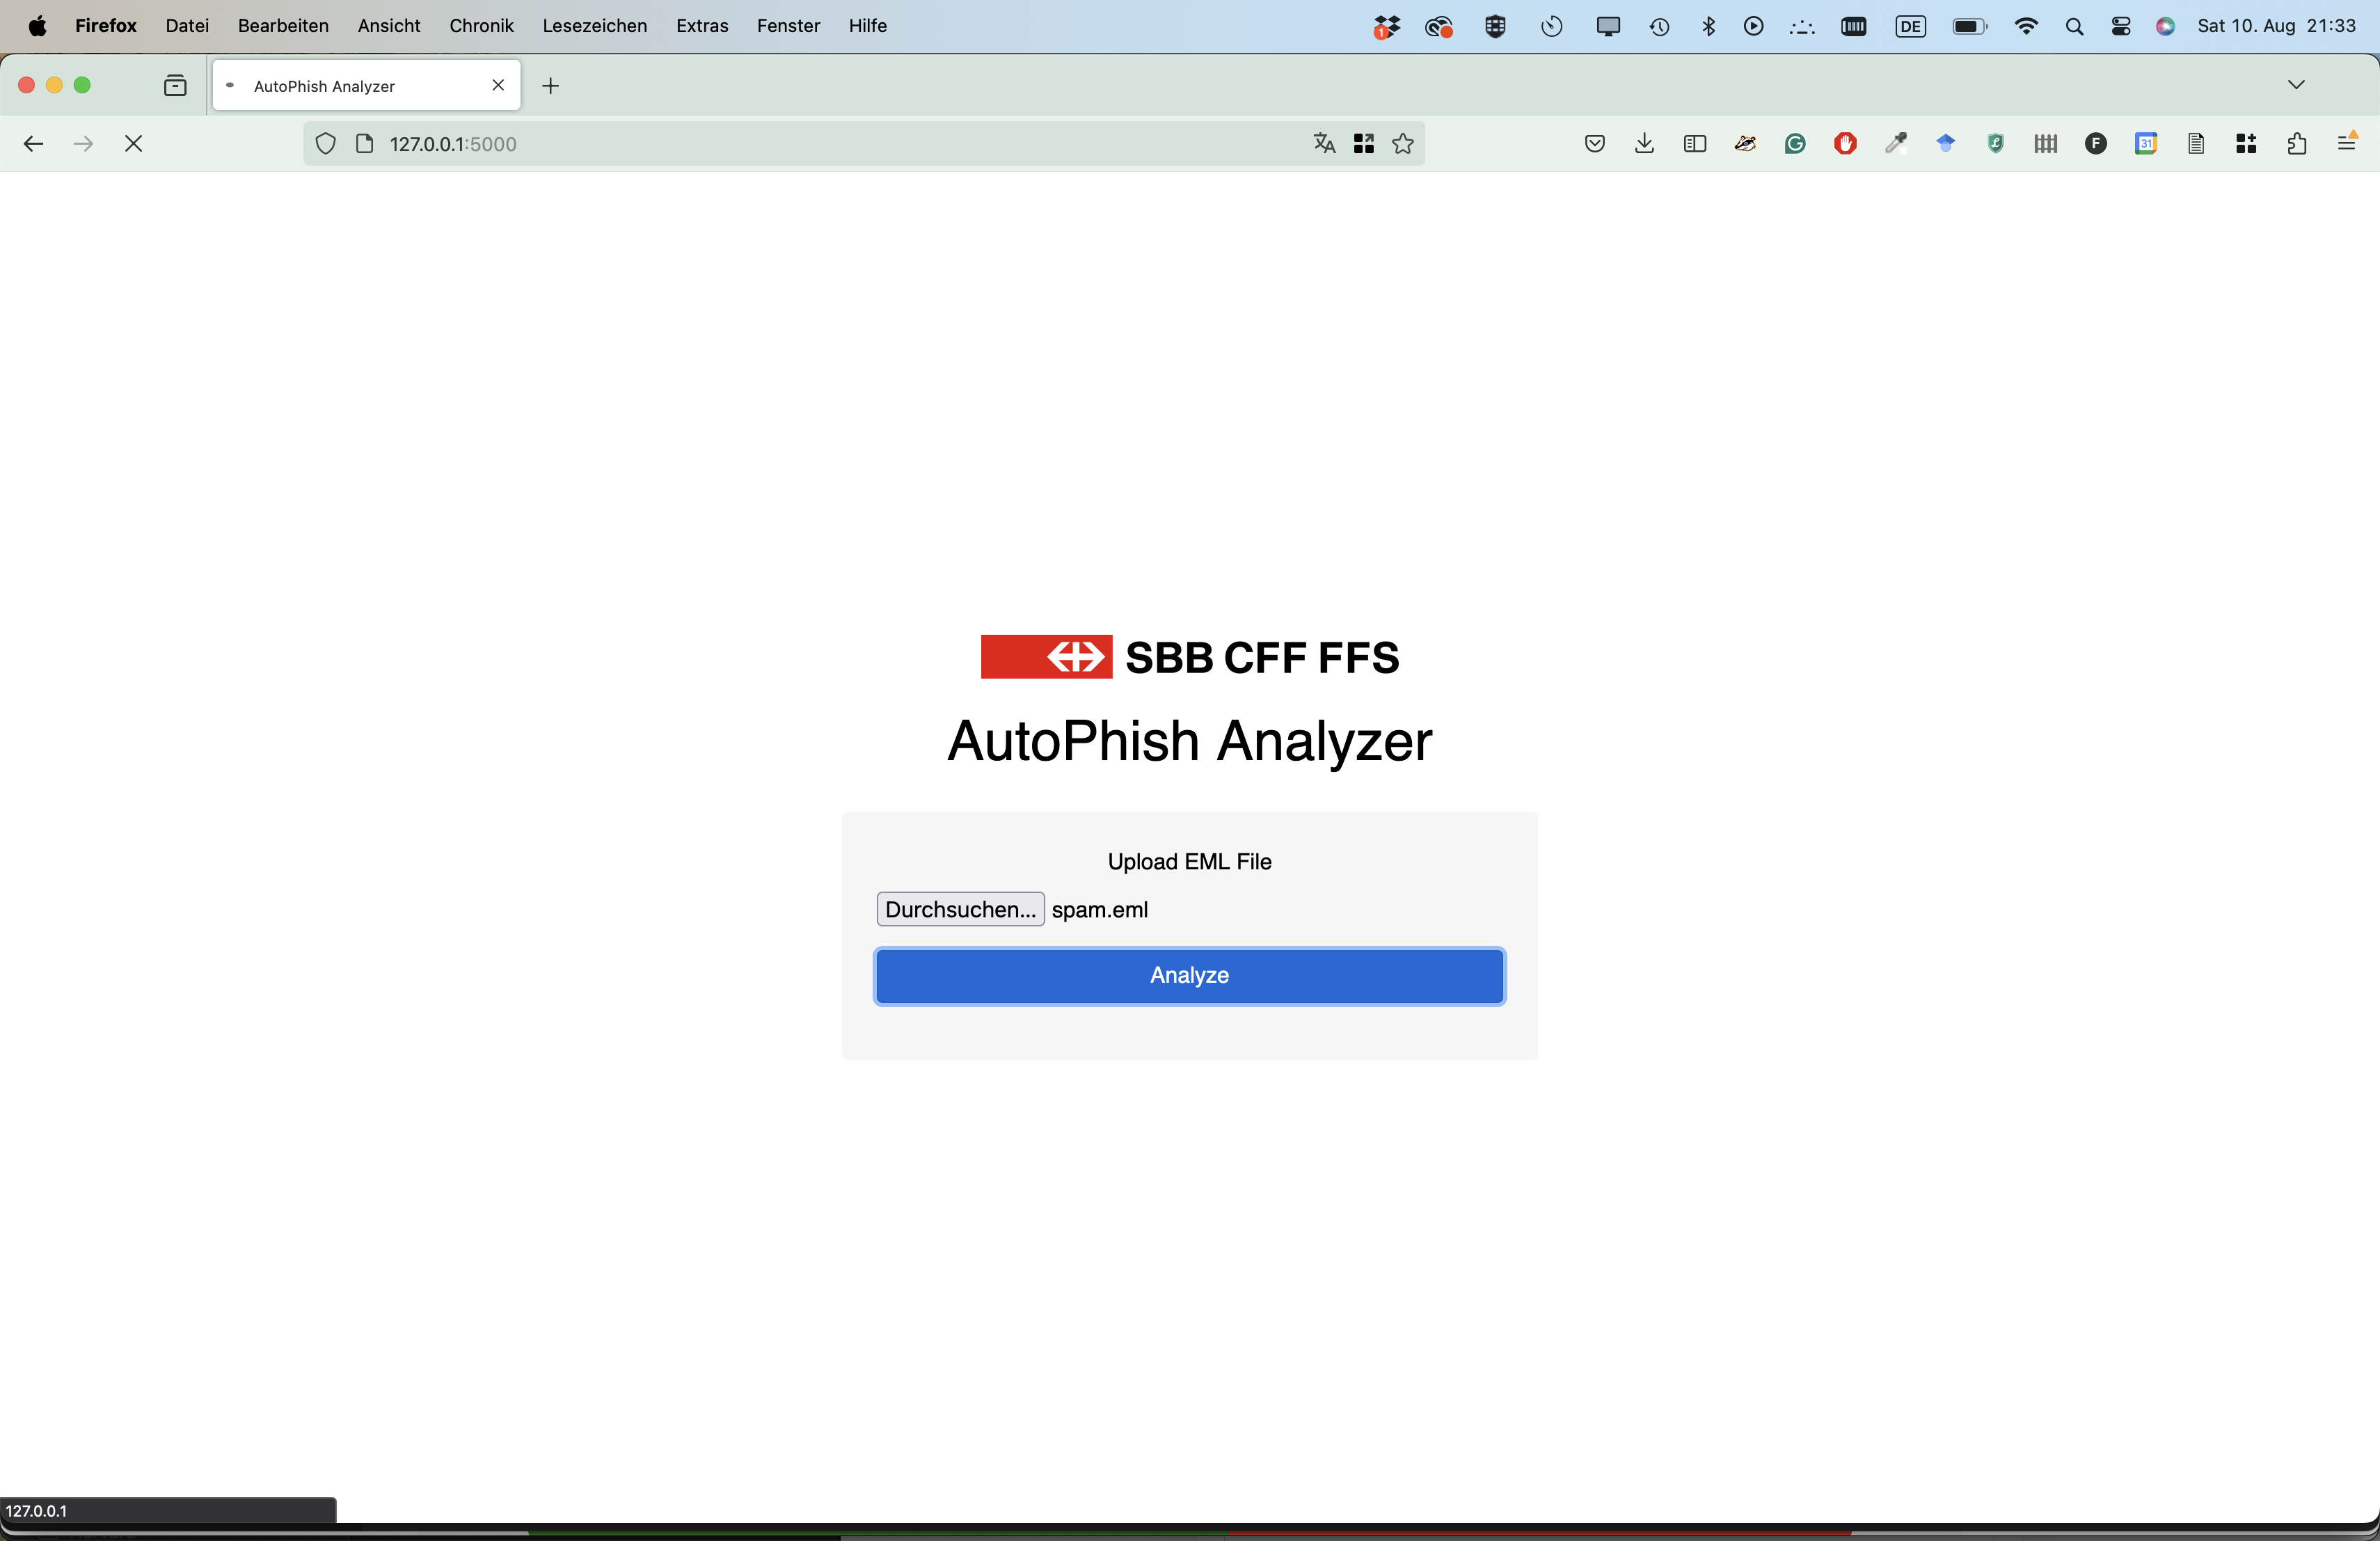 Firefox Datei Bearbeiten Ansicht Chronik Lesezeichen Extras Fenster Hilfe 1 DE Sat 10. Aug 21:33
AutoPhish Analyzer
127.0.0.1:5000 F 31
SBB CFF FFS
AutoPhish Analyzer
Upload EML File
Durchsuchen... spam.eml
Analyze
127.0.0.1